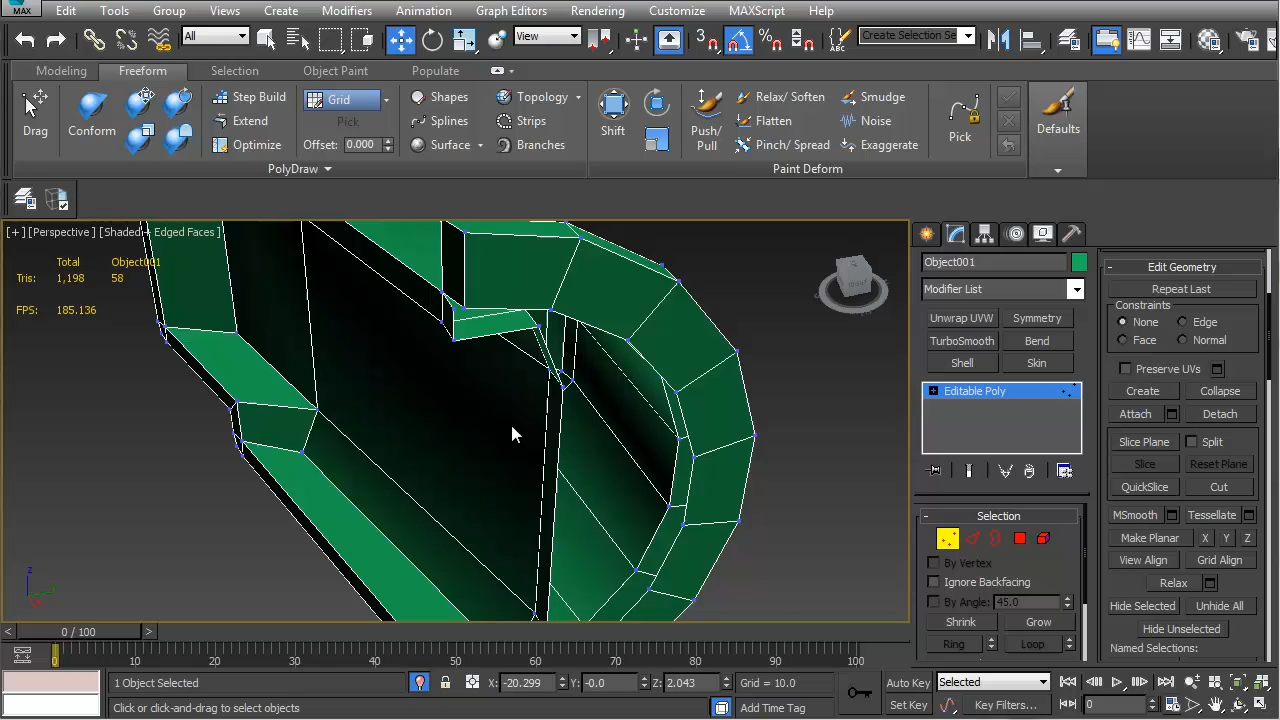 MAX Edit Tools Group Views Create Modifiers Animation Graph Editors Rendering Customize MAXScript Help
All View 3 % ABC Create Selection Se
Modeling Freeform Selection Object Paint Populate
Drag Conform Step Build Extend Optimize Grid Pick Offset: 0.000 Shapes Splines Surface Topology Strips Branches Shift Push/ Pull Relax/ Soften Flatten Pinch/ Spread Smudge Noise Exaggerate Pick Defaults
PolyDraw Paint Deform
[+] [Perspective ] [Shaded + Edged Faces ]
Total Object001
Tris: 1,198 58
FPS: 185.136
z
Object001
Modifier List
Unwrap UVW Symmetry
TurboSmooth Bend
Shell Skin
+ Editable Poly
- Selection
By Vertex
Ignore Backfacing
By Angle: 45.0
Shrink Grow
Ring Loop
- Edit Geometry
Repeat Last
Constraints
None Edge
Face Normal
Preserve UVs
Create Collapse
Attach Detach
Slice Plane Split
Slice Reset Plane
QuickSlice Cut
MSmooth Tessellate
Make Planar X Y Z
View Align Grid Align
Relax
Hide Selected Unhide All
Hide Unselected
Named Selections:
< 0 / 100 >
0 10 20 30 40 50 60 70 80 90 100
1 Object Selected X: -20.299 Y: -0.0 Z: 2.043 Grid = 10.0 Auto Key Selected
Click or click-and-drag to select objects Add Time Tag Set Key Key Filters... 0